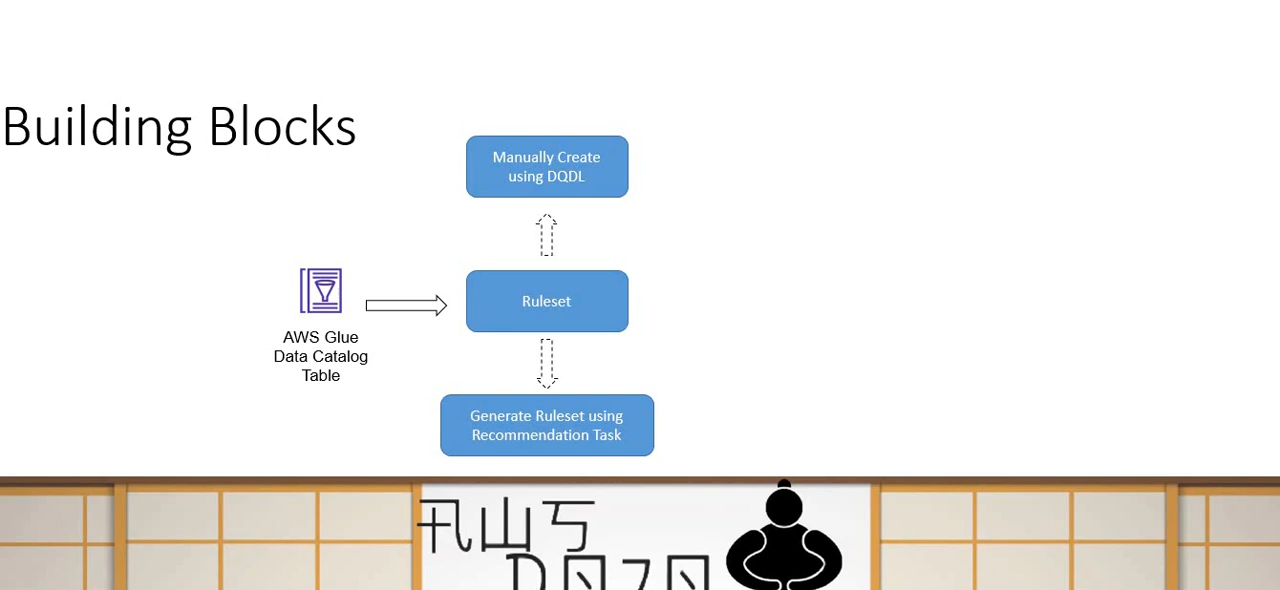 Building Blocks
Manually Create
using DQDL
Ruleset
AWS Glue
Data Catalog
Table
Generate Ruleset using
Recommendation Task